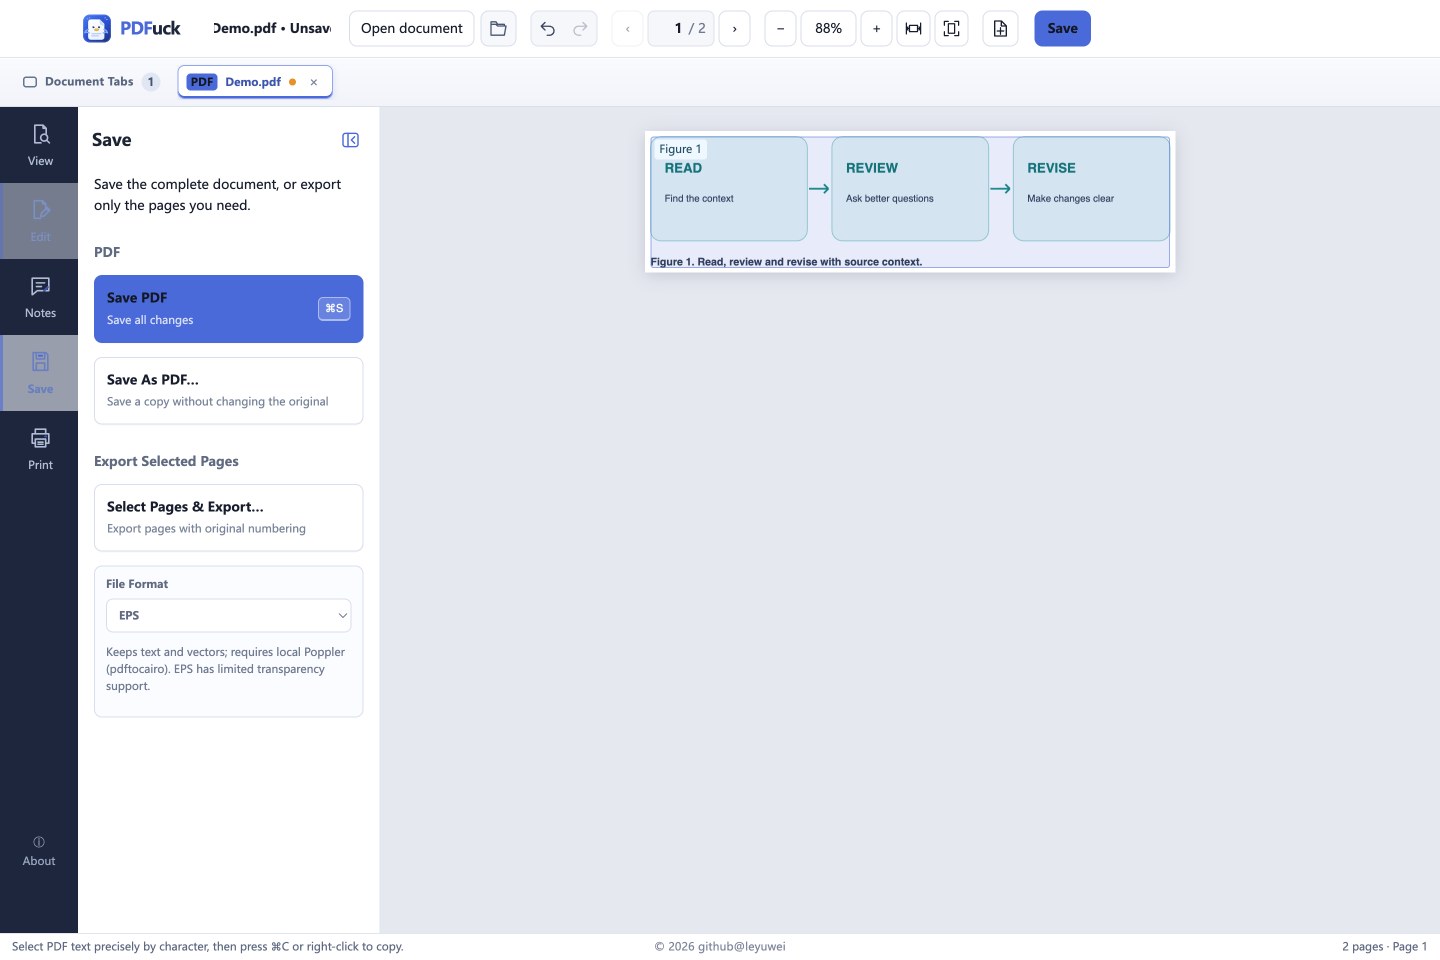 PDFuck
Demo.pdf • Unsav
Open document
1 / 2
88%
Save
Document Tabs 1
PDF Demo.pdf
View
Edit
Notes
Save
Print
About
Save
Save the complete document, or export
only the pages you need.
PDF
Save PDF
Save all changes
⌘S
Save As PDF...
Save a copy without changing the original
Export Selected Pages
Select Pages & Export...
Export pages with original numbering
File Format
EPS
Keeps text and vectors; requires local Poppler
(pdftocairo). EPS has limited transparency
support.
Figure 1
READ
Find the context
REVIEW
Ask better questions
REVISE
Make changes clear
Figure 1. Read, review and revise with source context.
Select PDF text precisely by character, then press ⌘C or right-click to copy.
© 2026 github@leyuwei
2 pages · Page 1